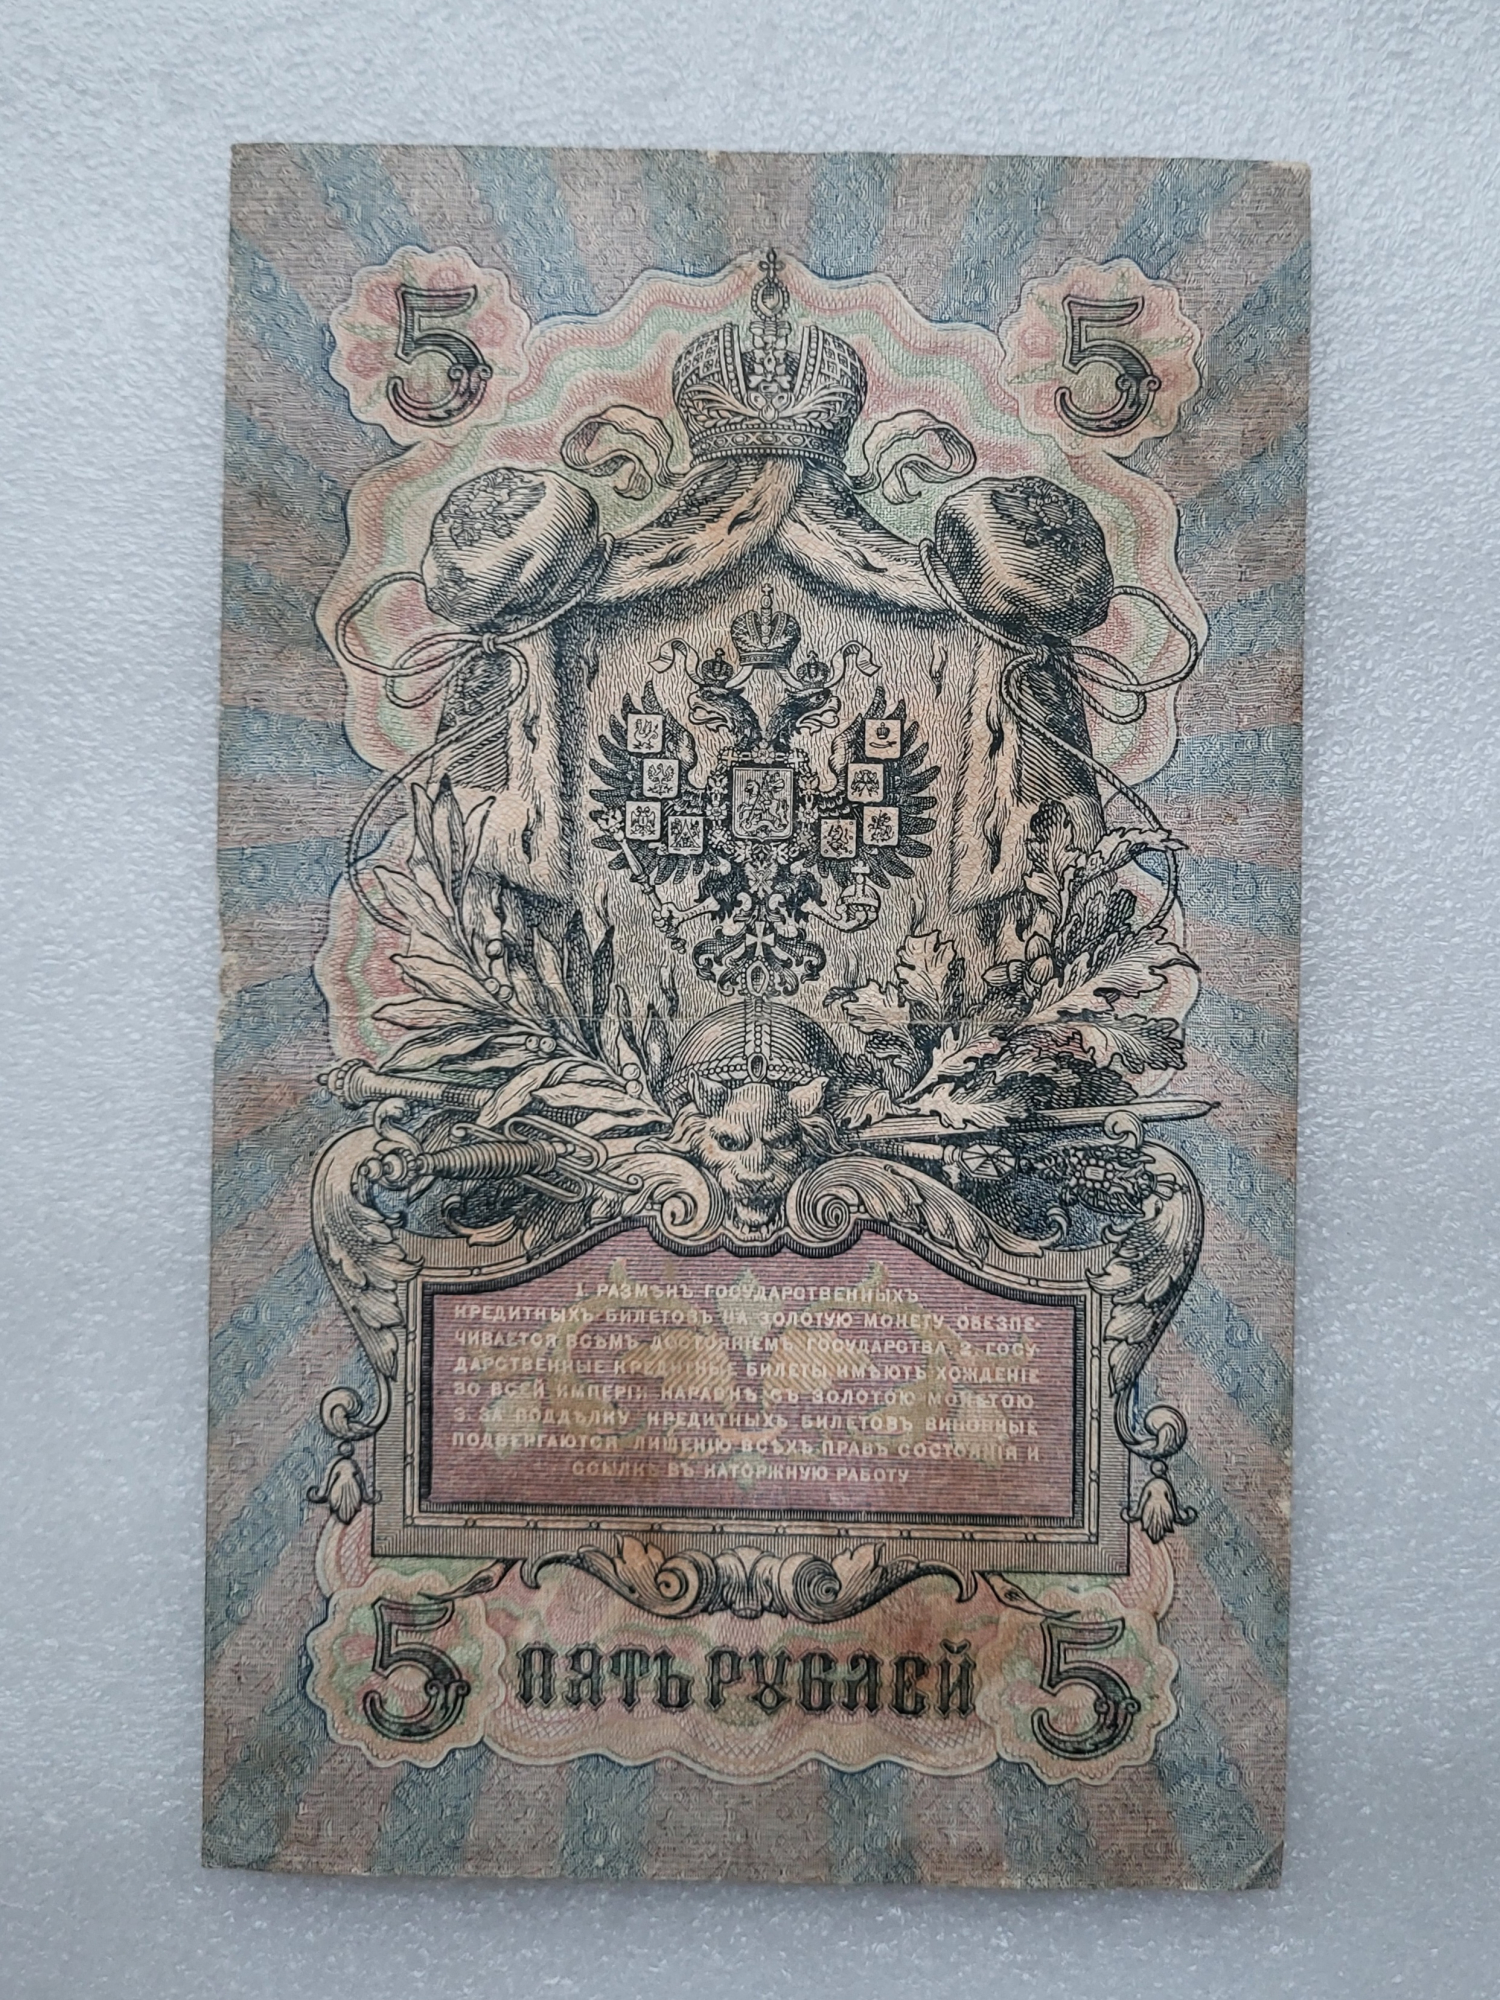 5 5
1. РАЗМѢНЪ ГОСУДАРСТВЕННЫХЪ
КРЕДИТНЫХЪ БИЛЕТОВЪ НА ЗОЛОТУЮ МОНЕТУ ОБЕЗПЕ-
ЧИВАЕТСЯ ВСѢМЪ ДОСТОЯНІЕМЪ ГОСУДАРСТВА. 2. ГОСУ-
ДАРСТВЕННЫЕ КРЕДИТНЫЕ БИЛЕТЫ ИМѢЮТЪ ХОЖДЕНІЕ
ВО ВСЕЙ ИМПЕРІИ НАРАВНѢ СЪ ЗОЛОТОЮ МОНЕТОЮ
3. ЗА ПОДДѢЛКУ КРЕДИТНЫХЪ БИЛЕТОВЪ ВИНОВНЫЕ
ПОДВЕРГАЮТСЯ ЛИШЕНІЮ ВСѢХЪ ПРАВЪ СОСТОЯНІЯ И
ССЫЛКѢ ВЪ КАТОРЖНУЮ РАБОТУ
5 ПЯТЬ РУБЛЕЙ 5